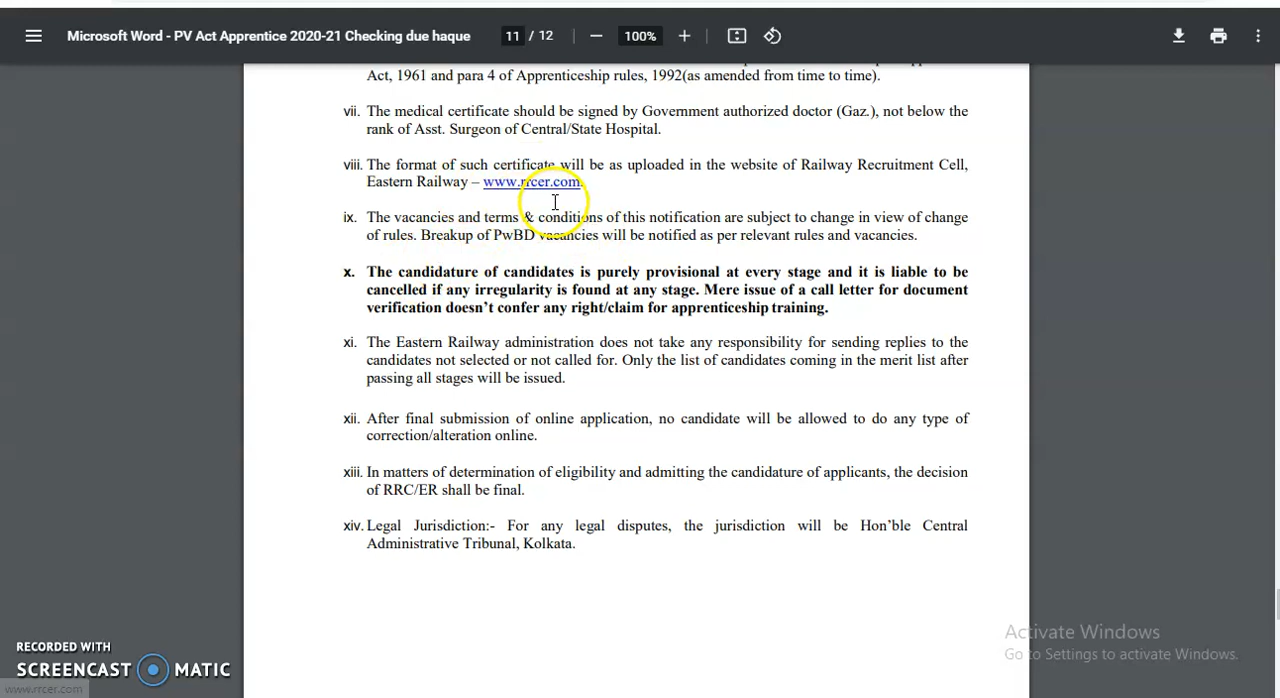 Microsoft Word - PV Act Apprentice 2020-21 Checking due haque
11 / 12
100%
Act, 1961 and para 4 of Apprenticeship rules, 1992(as amended from time to time).
vii. The medical certificate should be signed by Government authorized doctor (Gaz.), not below the
rank of Asst. Surgeon of Central/State Hospital.
viii. The format of such certificate will be as uploaded in the website of Railway Recruitment Cell,
Eastern Railway – www.rrcer.com.
ix. The vacancies and terms & conditions of this notification are subject to change in view of change
of rules. Breakup of PwBD vacancies will be notified as per relevant rules and vacancies.
x. The candidature of candidates is purely provisional at every stage and it is liable to be
cancelled if any irregularity is found at any stage. Mere issue of a call letter for document
verification doesn’t confer any right/claim for apprenticeship training.
xi. The Eastern Railway administration does not take any responsibility for sending replies to the
candidates not selected or not called for. Only the list of candidates coming in the merit list after
passing all stages will be issued.
xii. After final submission of online application, no candidate will be allowed to do any type of
correction/alteration online.
xiii. In matters of determination of eligibility and admitting the candidature of applicants, the decision
of RRC/ER shall be final.
xiv. Legal Jurisdiction:- For any legal disputes, the jurisdiction will be Hon’ble Central
Administrative Tribunal, Kolkata.
Activate Windows
Go to Settings to activate Windows.
RECORDED WITH
SCREENCAST MATIC
www.rrcer.com